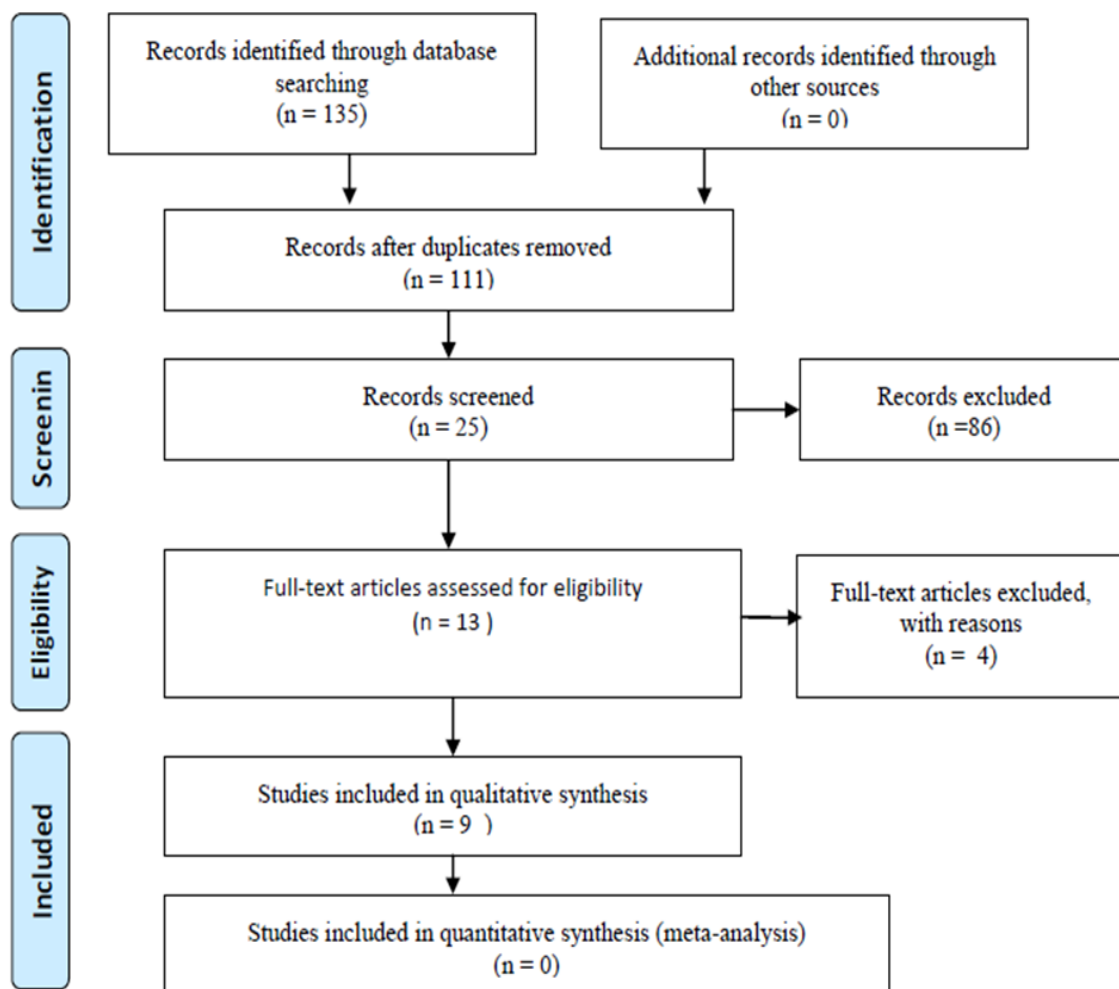 Identification
Records identified through database
searching
(n = 135)
Additional records identified through
other sources
(n = 0)
Records after duplicates removed
(n = 111)
Screenin
Records screened
(n = 25)
Records excluded
(n =86)
Eligibility
Full-text articles assessed for eligibility
(n = 13 )
Full-text articles excluded,
with reasons
(n = 4)
Included
Studies included in qualitative synthesis
(n = 9 )
Studies included in quantitative synthesis (meta-analysis)
(n = 0)